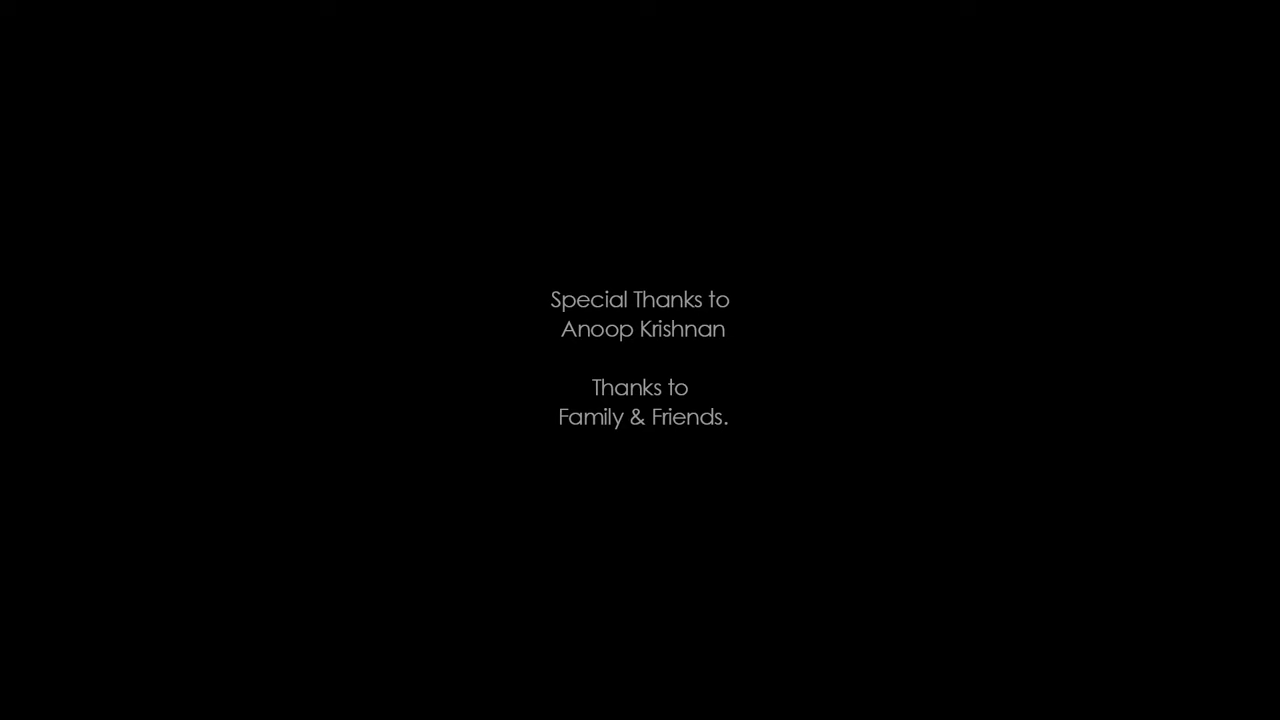 Special Thanks to
Anoop Krishnan
Thanks to
Family & Friends.